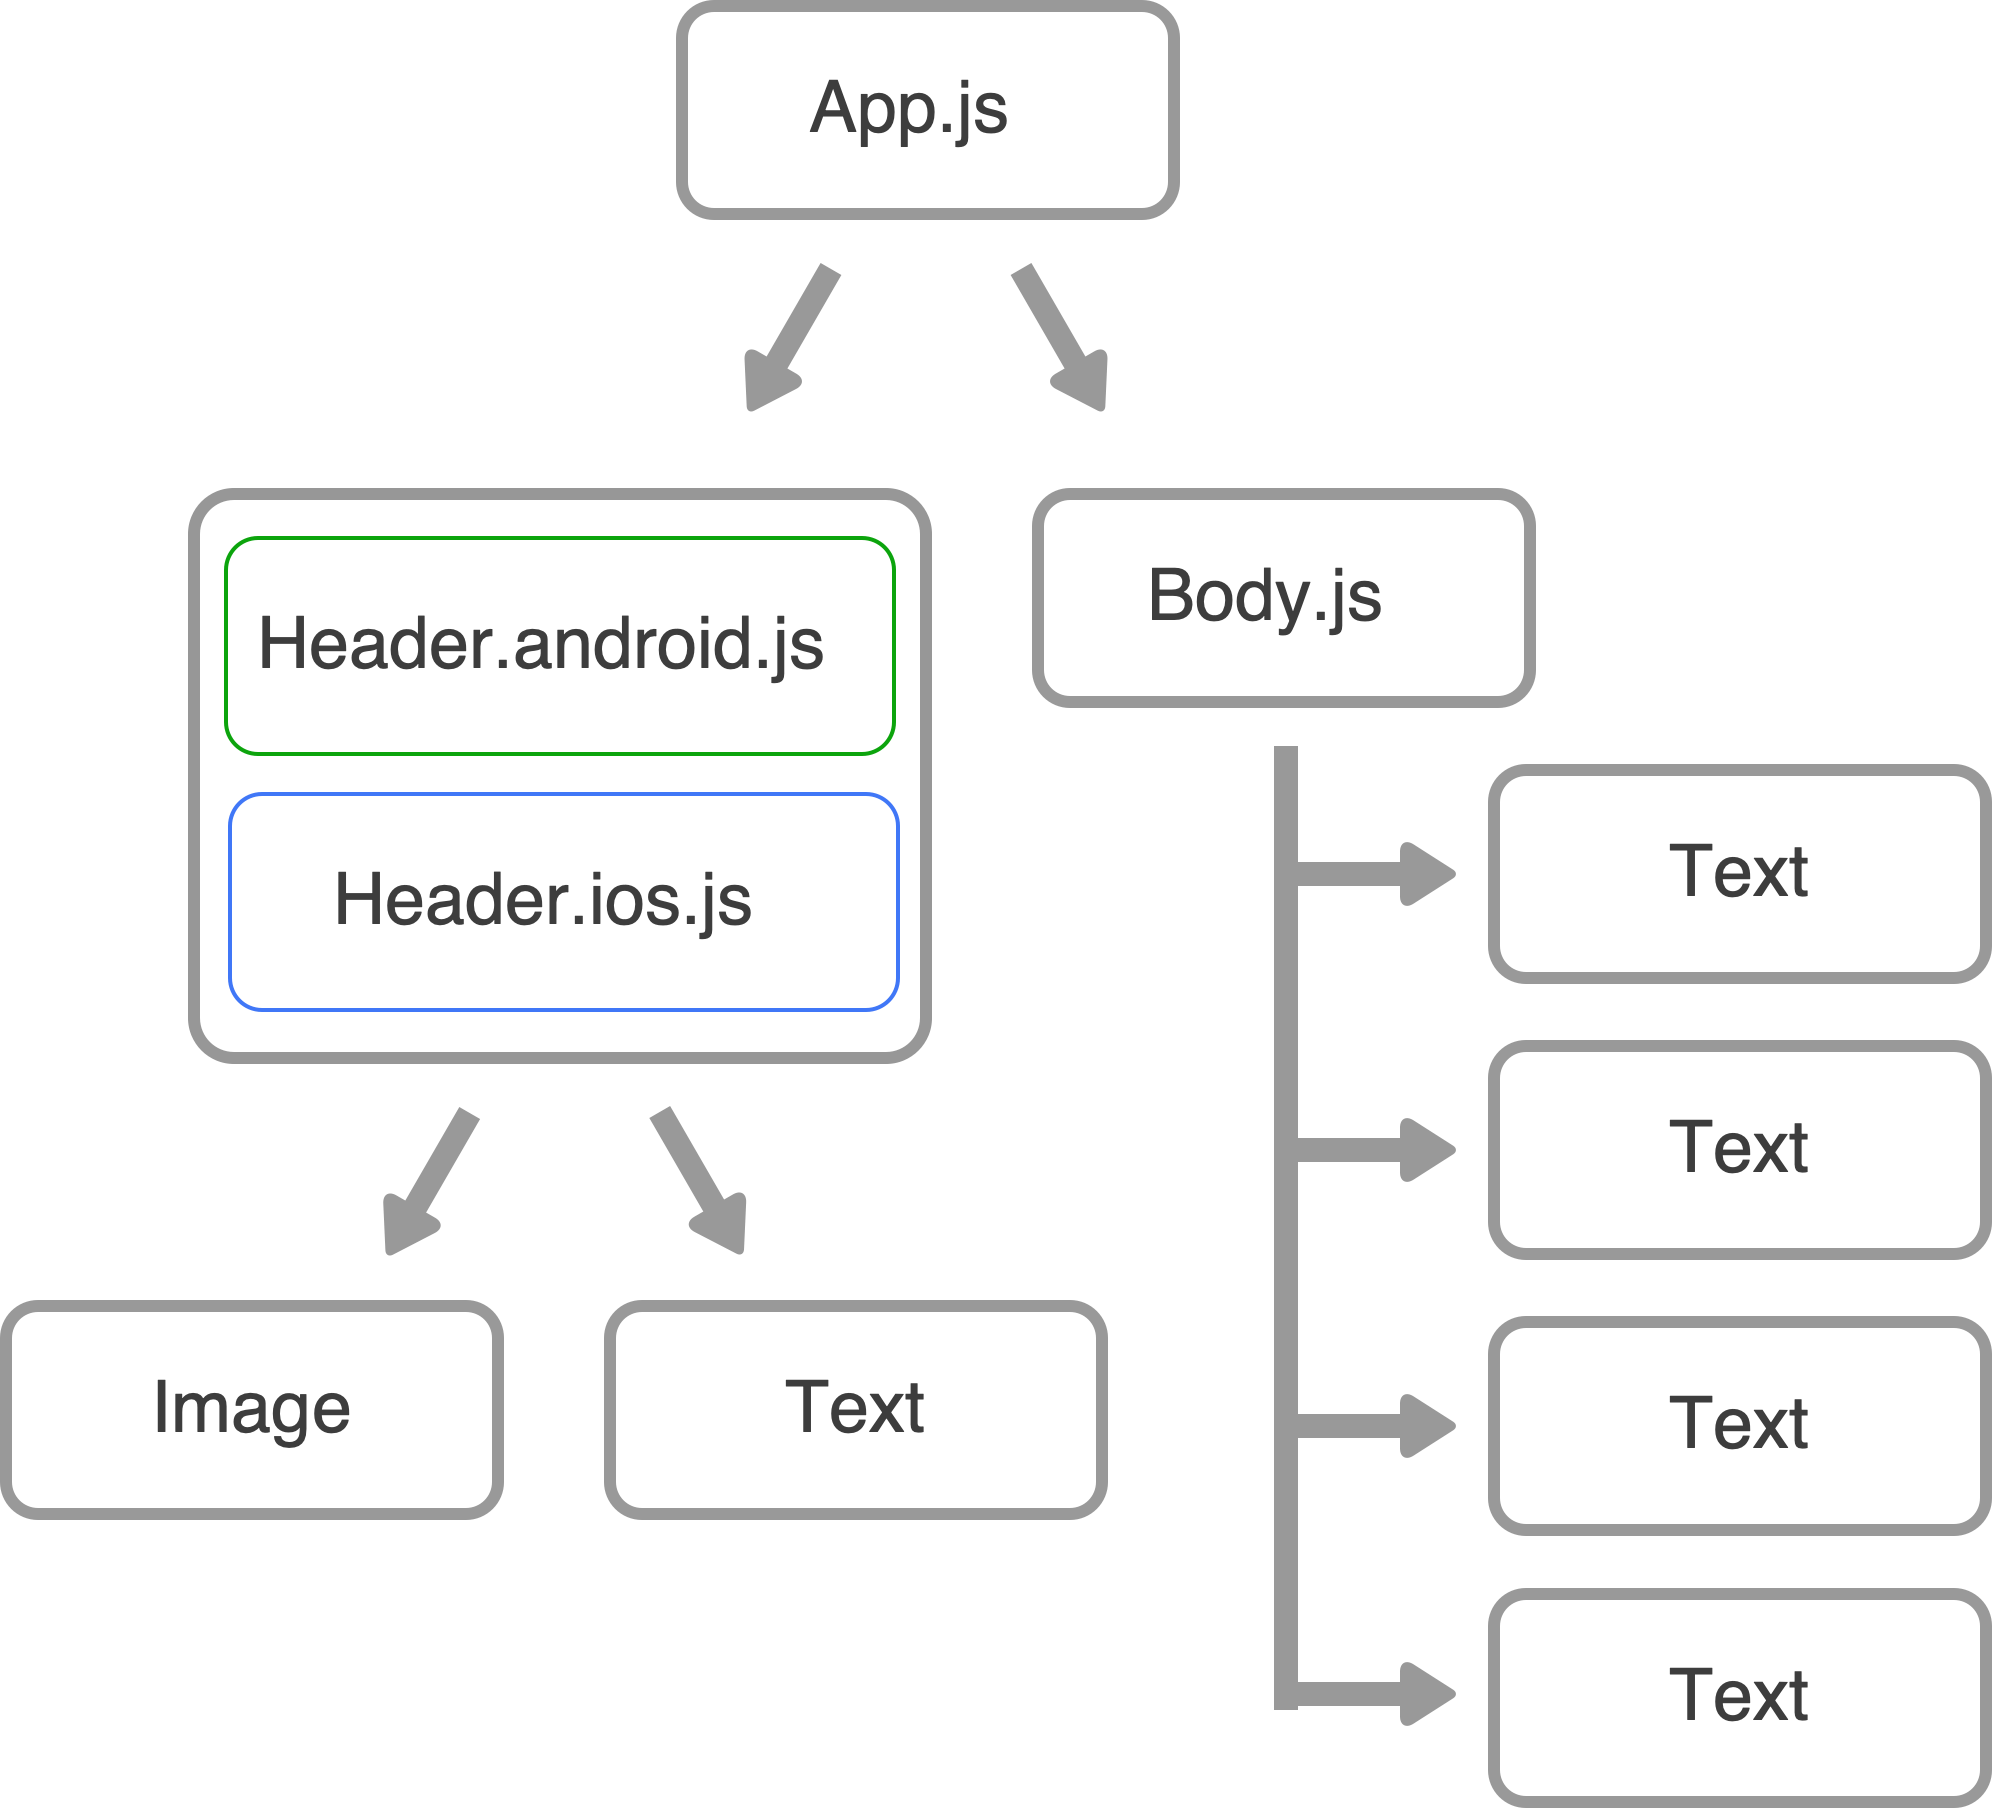 App.js
Header.android.js
Header.ios.js
Image
Text
Body.js
Text
Text
Text
Text